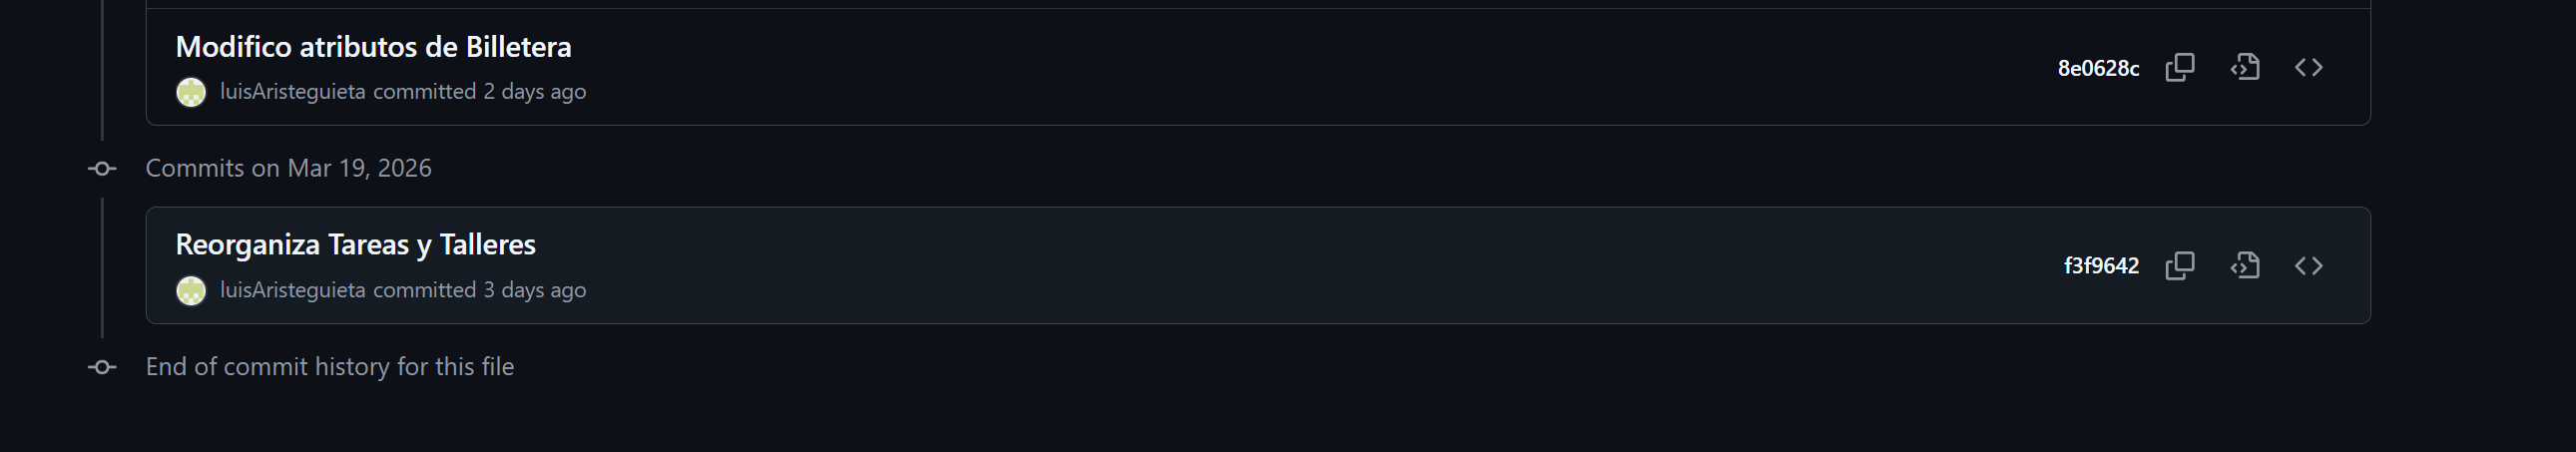 Modifico atributos de Billetera
luisAristeguieta committed 2 days ago
8e0628c
Commits on Mar 19, 2026
Reorganiza Tareas y Talleres
luisAristeguieta committed 3 days ago
f3f9642
End of commit history for this file